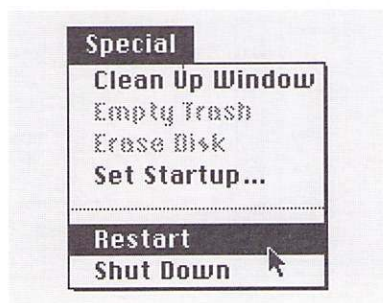 Special
Clean Up Window
Empty Trash
Erase Disk
Set Startup...
Restart
Shut Down